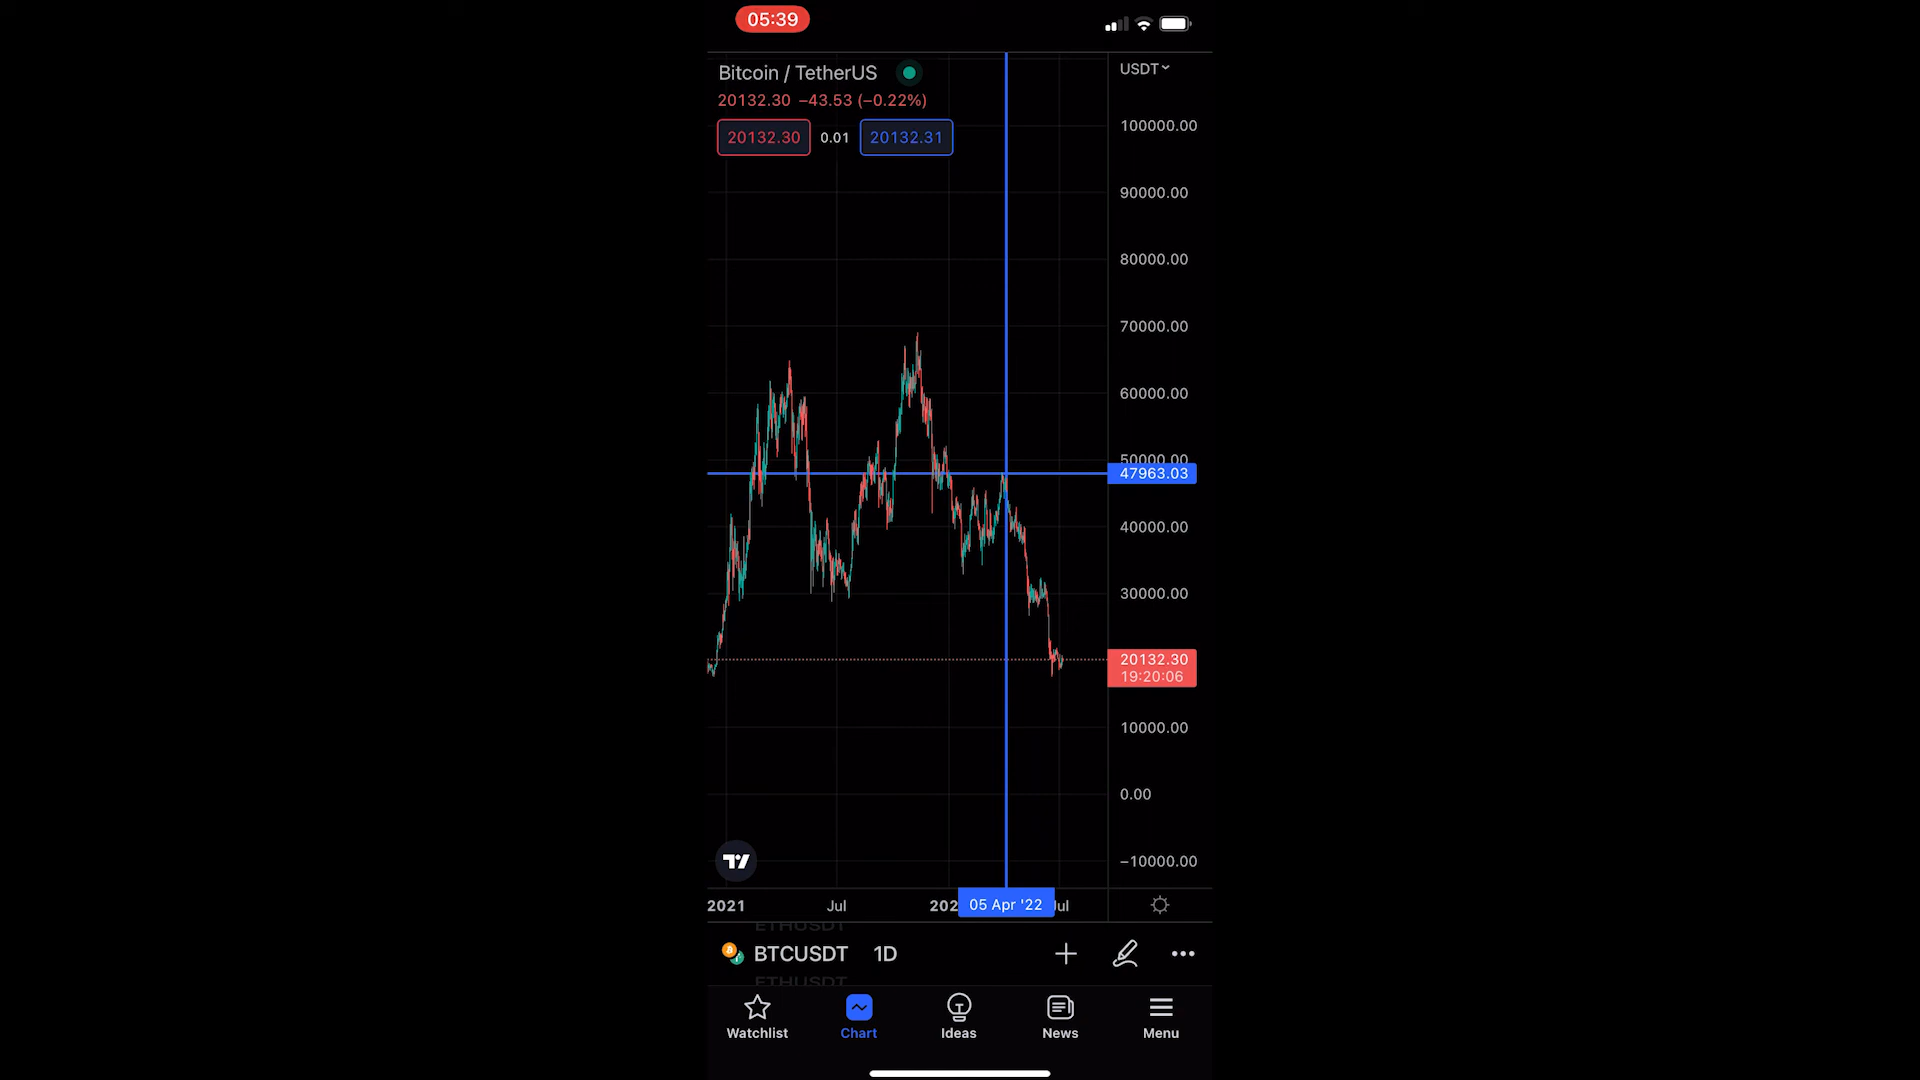 05:39
Bitcoin / TetherUS
USDT
20132.30 −43.53 (−0.22%)
20132.30 0.01 20132.31
100000.00
90000.00
80000.00
70000.00
60000.00
50000.00
47963.03
40000.00
30000.00
20132.30
19:20:06
10000.00
0.00
−10000.00
2021 Jul 202 05 Apr '22 Jul
ETHUSDT
BTCUSDT 1D
ETHUSDT
Watchlist Chart Ideas News Menu